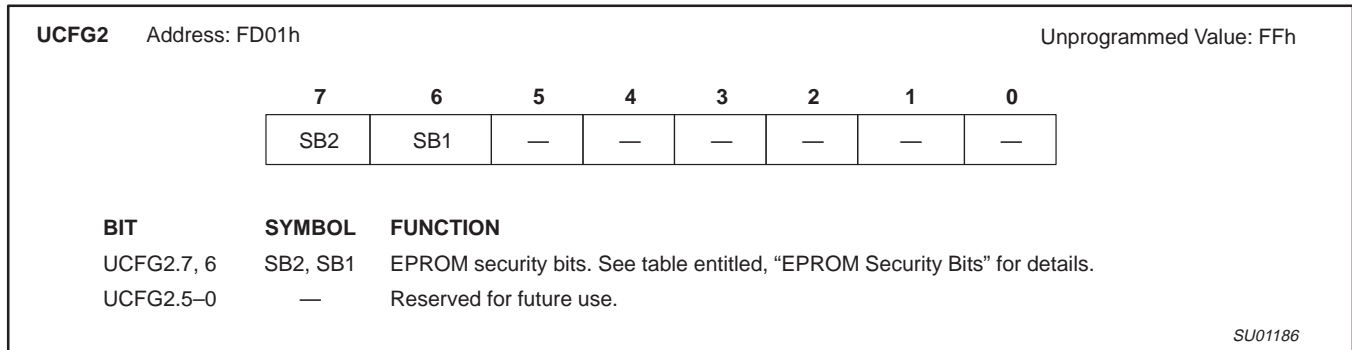 UCFG2 Address: FD01h Unprogrammed Value: FFh
7 6 5 4 3 2 1 0
SB2 SB1 — — — — — —
BIT SYMBOL FUNCTION
UCFG2.7, 6 SB2, SB1 EPROM security bits. See table entitled, “EPROM Security Bits” for details.
UCFG2.5–0 — Reserved for future use.
SU01186